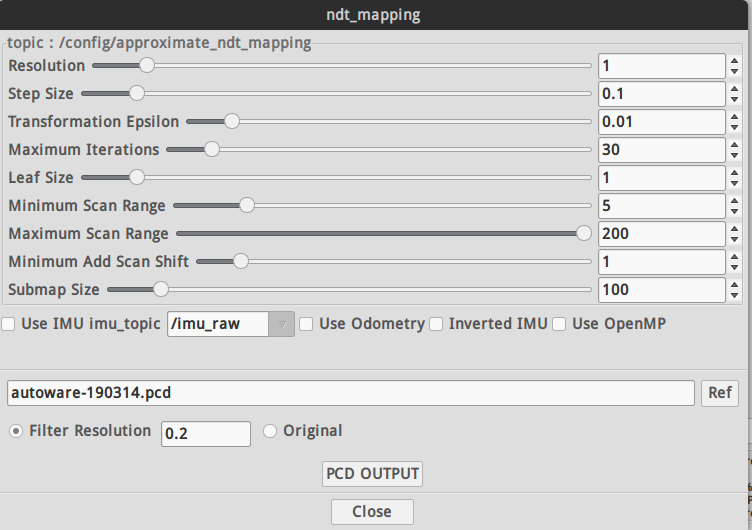 ndt_mapping
topic : /config/approximate_ndt_mapping
Resolution 1
Step Size 0.1
Transformation Epsilon 0.01
Maximum Iterations 30
Leaf Size 1
Minimum Scan Range 5
Maximum Scan Range 200
Minimum Add Scan Shift 1
Submap Size 100
Use IMU imu_topic /imu_raw Use Odometry Inverted IMU Use OpenMP
autoware-190314.pcd Ref
Filter Resolution 0.2 Original
PCD OUTPUT
Close